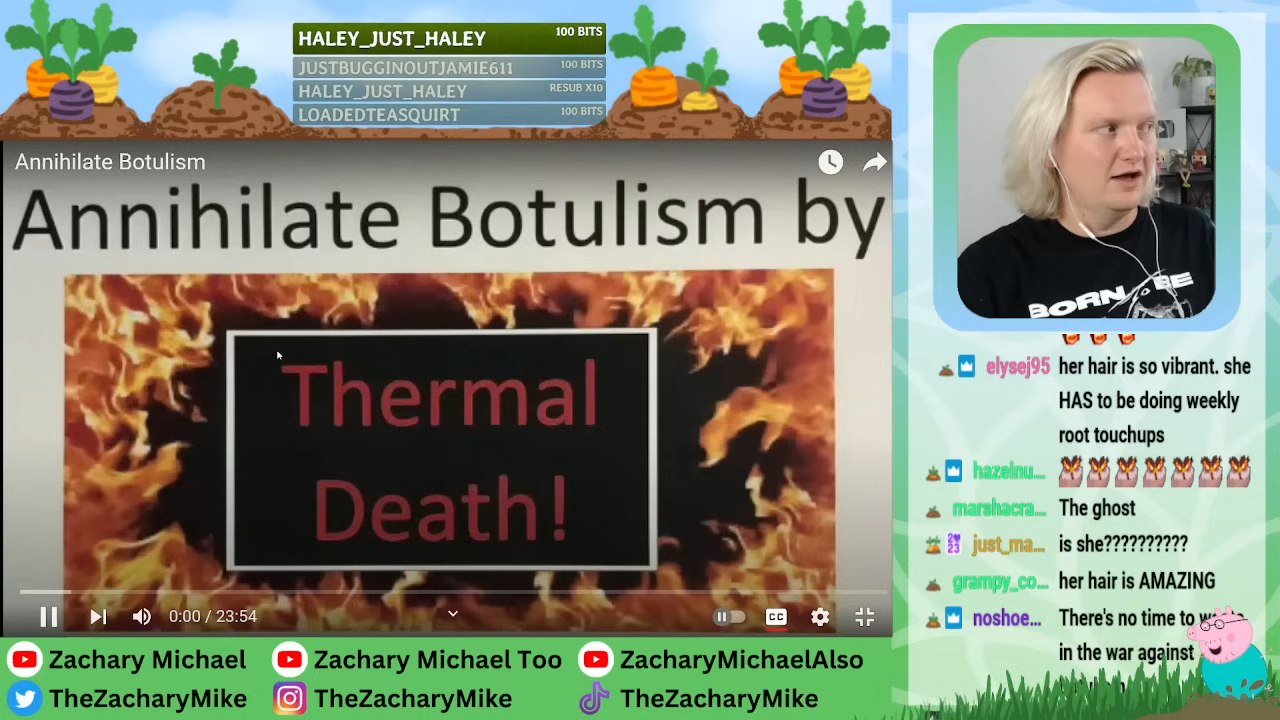 HALEY_JUST_HALEY 100 BITS
JUSTBUGGINOUTJAMIE611 100 BITS
HALEY_JUST_HALEY RESUB X10
LOADEDTEASQUIRT 100 BITS
Annihilate Botulism
Annihilate Botulism by
Thermal
Death!
0:00 / 23:54
CC
BORN
BE
elysej95 her hair is so vibrant. she
HAS to be doing weekly
root touchups
hazelnu...
marshacra... The ghost
just_ma... is she??????????
grampy_co... her hair is AMAZING
noshoe... There's no time to
in the war against
Zachary Michael
Zachary Michael Too
ZacharyMichaelAlso
TheZacharyMike
TheZacharyMike
TheZacharyMike